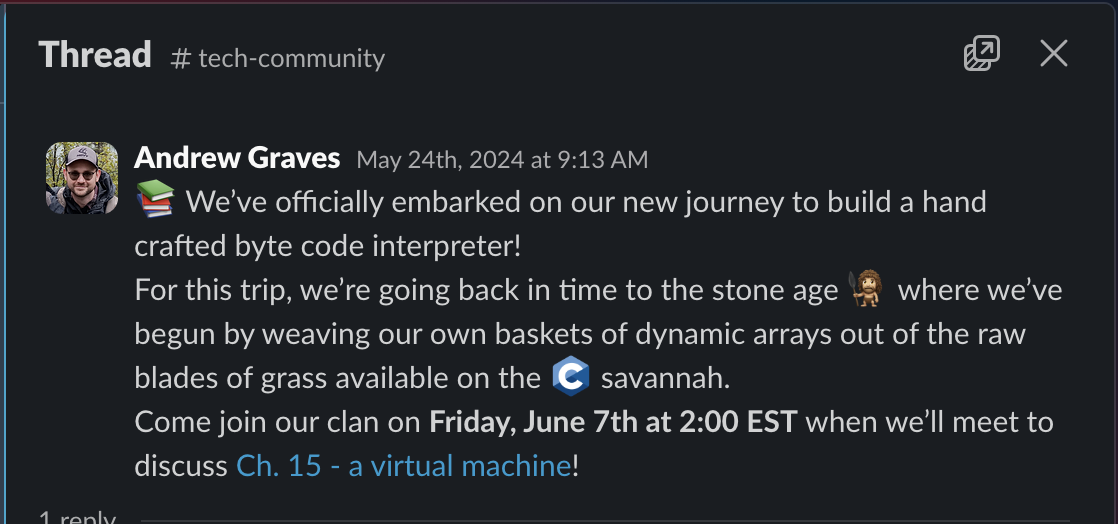 Thread # tech-community
Andrew Graves May 24th, 2024 at 9:13 AM
We’ve officially embarked on our new journey to build a hand
crafted byte code interpreter!
For this trip, we’re going back in time to the stone age where we’ve
begun by weaving our own baskets of dynamic arrays out of the raw
blades of grass available on the C savannah.
Come join our clan on Friday, June 7th at 2:00 EST when we’ll meet to
discuss Ch. 15 - a virtual machine!
1 reply